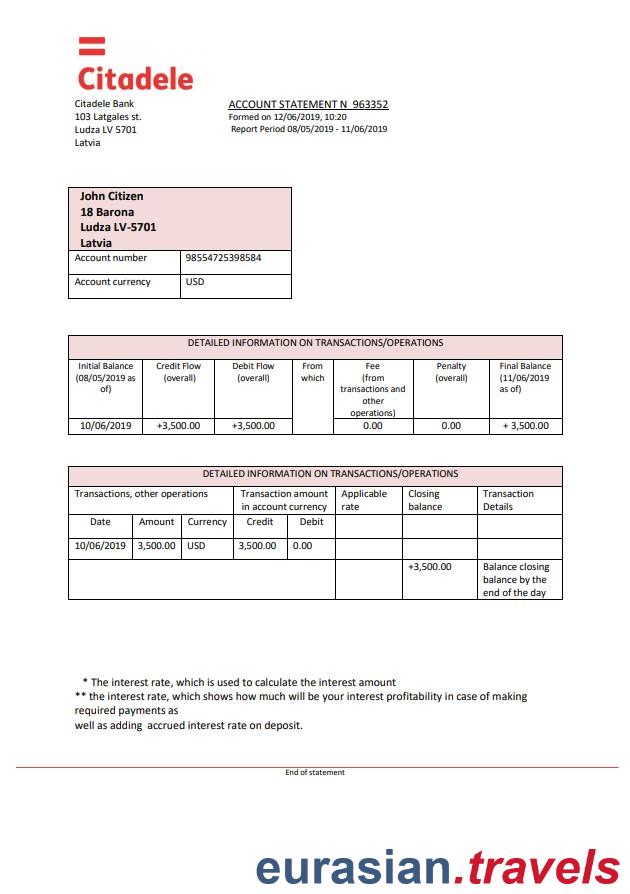 Citadele
Citadele Bank
103 Latgales st.
Ludza LV 5701
Latvia
ACCOUNT STATEMENT N  963352
Formed on 12/06/2019, 10:20
Report Period 08/05/2019 - 11/06/2019
John Citizen
18 Barona
Ludza LV-5701
Latvia
Account number 98554725398584
Account currency USD
DETAILED INFORMATION ON TRANSACTIONS/OPERATIONS
Initial Balance (08/05/2019 as of) Credit Flow (overall) Debit Flow (overall) From which Fee (from transactions and other operations) Penalty (overall) Final Balance (11/06/2019 as of)
10/06/2019 +3,500.00 +3,500.00 0.00 0.00 + 3,500.00
DETAILED INFORMATION ON TRANSACTIONS/OPERATIONS
Transactions, other operations Transaction amount in account currency Applicable rate Closing balance Transaction Details
Date Amount Currency Credit Debit
10/06/2019 3,500.00 USD 3,500.00 0.00
+3,500.00 Balance closing balance by the end of the day
* The interest rate, which is used to calculate the interest amount
** the interest rate, which shows how much will be your interest profitability in case of making
required payments as
well as adding  accrued interest rate on deposit.
End of statement
eurasian.travels